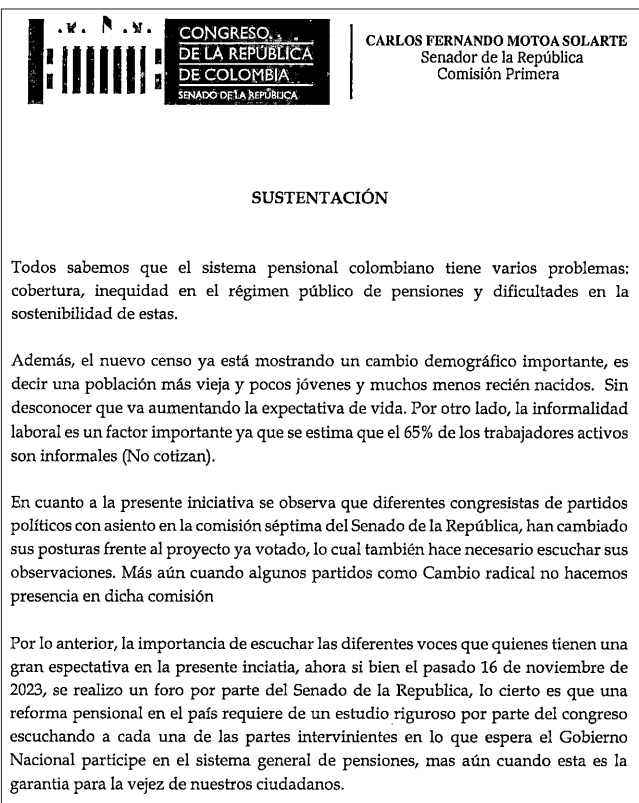 CONGRESO
DE LA REPÚBLICA
DE COLOMBIA
SENADO DE LA REPÚBLICA
CARLOS FERNANDO MOTOA SOLARTE
Senador de la República
Comisión Primera
SUSTENTACIÓN
Todos sabemos que el sistema pensional colombiano tiene varios problemas:
cobertura, inequidad en el régimen público de pensiones y dificultades en la
sostenibilidad de estas.
Además, el nuevo censo ya está mostrando un cambio demográfico importante, es
decir una población más vieja y pocos jóvenes y muchos menos recién nacidos. Sin
desconocer que va aumentando la expectativa de vida. Por otro lado, la informalidad
laboral es un factor importante ya que se estima que el 65% de los trabajadores activos
son informales (No cotizan).
En cuanto a la presente iniciativa se observa que diferentes congresistas de partidos
políticos con asiento en la comisión séptima del Senado de la República, han cambiado
sus posturas frente al proyecto ya votado, lo cual también hace necesario escuchar sus
observaciones. Más aún cuando algunos partidos como Cambio radical no hacemos
presencia en dicha comisión
Por lo anterior, la importancia de escuchar las diferentes voces que quienes tienen una
gran espectativa en la presente inciatia, ahora si bien el pasado 16 de noviembre de
2023, se realizo un foro por parte del Senado de la Republica, lo cierto es que una
reforma pensional en el país requiere de un estudio riguroso por parte del congreso
escuchando a cada una de las partes intervinientes en lo que espera el Gobierno
Nacional participe en el sistema general de pensiones, mas aún cuando esta es la
garantia para la vejez de nuestros ciudadanos.